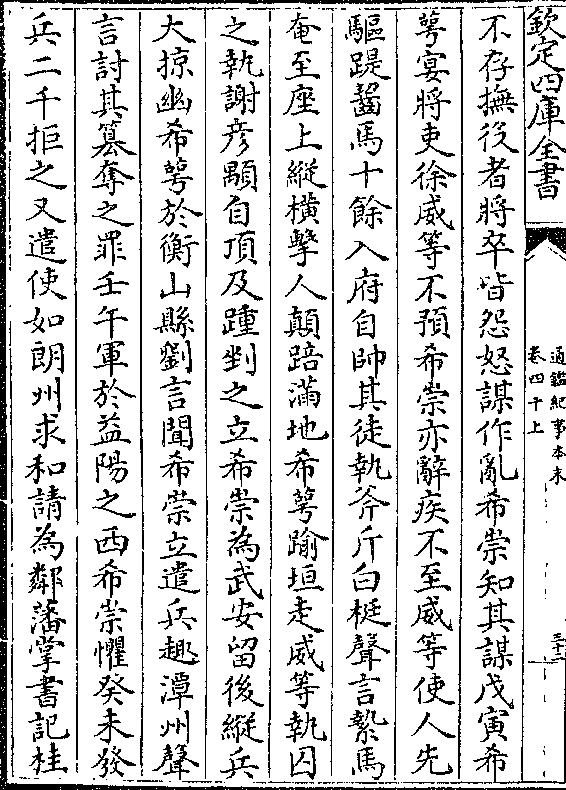 欽定四庫全書
通鑑紀事本末
卷四十上
三十三
不存撫役者將卒皆怨怒謀作亂希崇知其謀戊寅希
萼宴將吏徐威等不預希崇亦辭疾不至威等使人先
驅踶齧馬十餘入府自帥其徒執斧斤白梃聲言縶馬
奄至座上縱横擊人顛踣滿地希萼踰垣走威等執囚
之執謝彦顒自頂及踵剉之立希崇為武安留後縱兵
大掠幽希萼於衡山縣劉言聞希崇立遣兵趣潭州聲
言討其簒奪之罪壬午軍於益陽之西希崇懼癸未發
兵二千拒之又遣使如朗州求和請為鄰藩掌書記桂